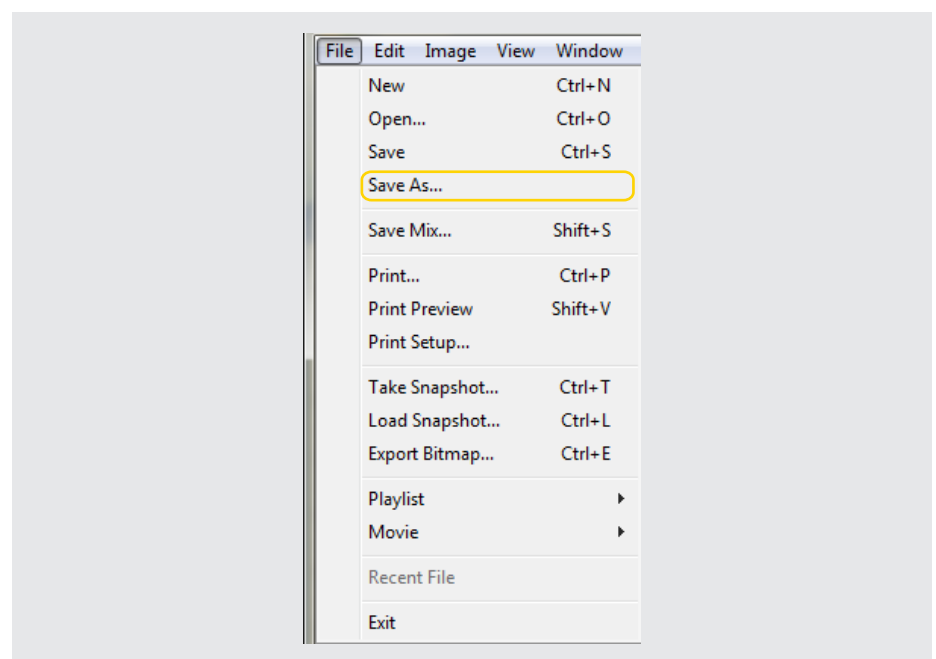 File Edit Image View Window
New Ctrl+N
Open... Ctrl+O
Save Ctrl+S
Save As...
Save Mix... Shift+S
Print... Ctrl+P
Print Preview Shift+V
Print Setup...
Take Snapshot... Ctrl+T
Load Snapshot... Ctrl+L
Export Bitmap... Ctrl+E
Playlist
Movie
Recent File
Exit